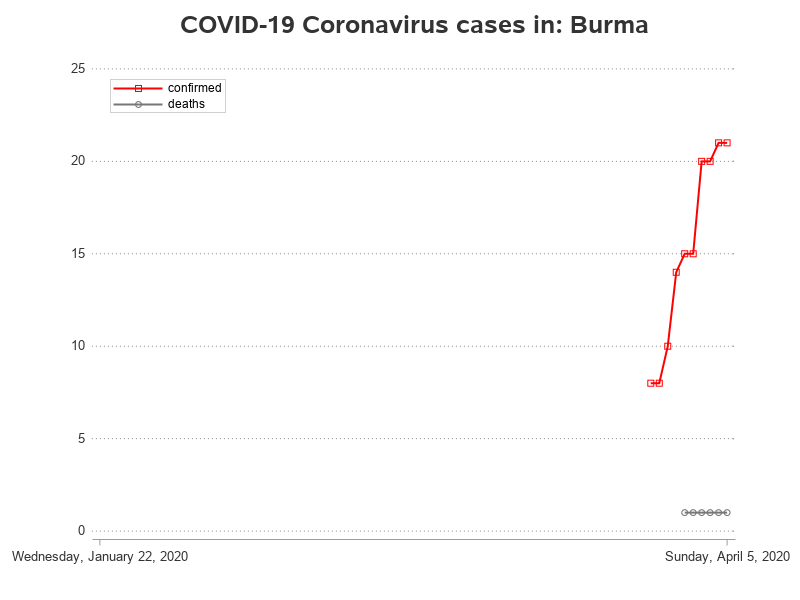 COVID-19 Coronavirus cases in: Burma
25
confirmed
deaths
20
15
10
5
0
Wednesday, January 22, 2020 Sunday, April 5, 2020